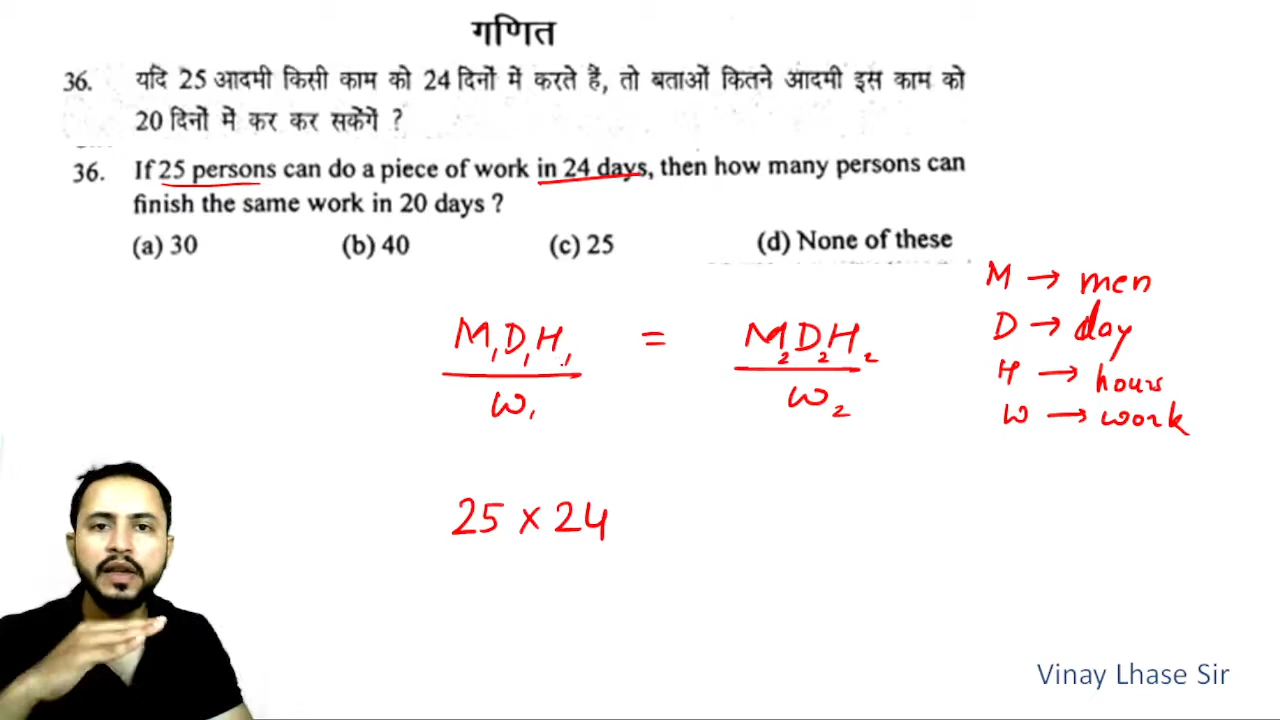 गणित
36. यदि 25 आदमी किसी काम को 24 दिनों में करते हैं, तो बताओं कितने आदमी इस काम को
20 दिनों में कर कर सकेंगें ?
36. If 25 persons can do a piece of work in 24 days, then how many persons can
finish the same work in 20 days ?
(a) 30 (b) 40 (c) 25 (d) None of these
M → men
D → day
H → hours
W → work
M₁D₁H₁ = M₂D₂H₂
W₁ W₂
25 × 24
Vinay Lhase Sir